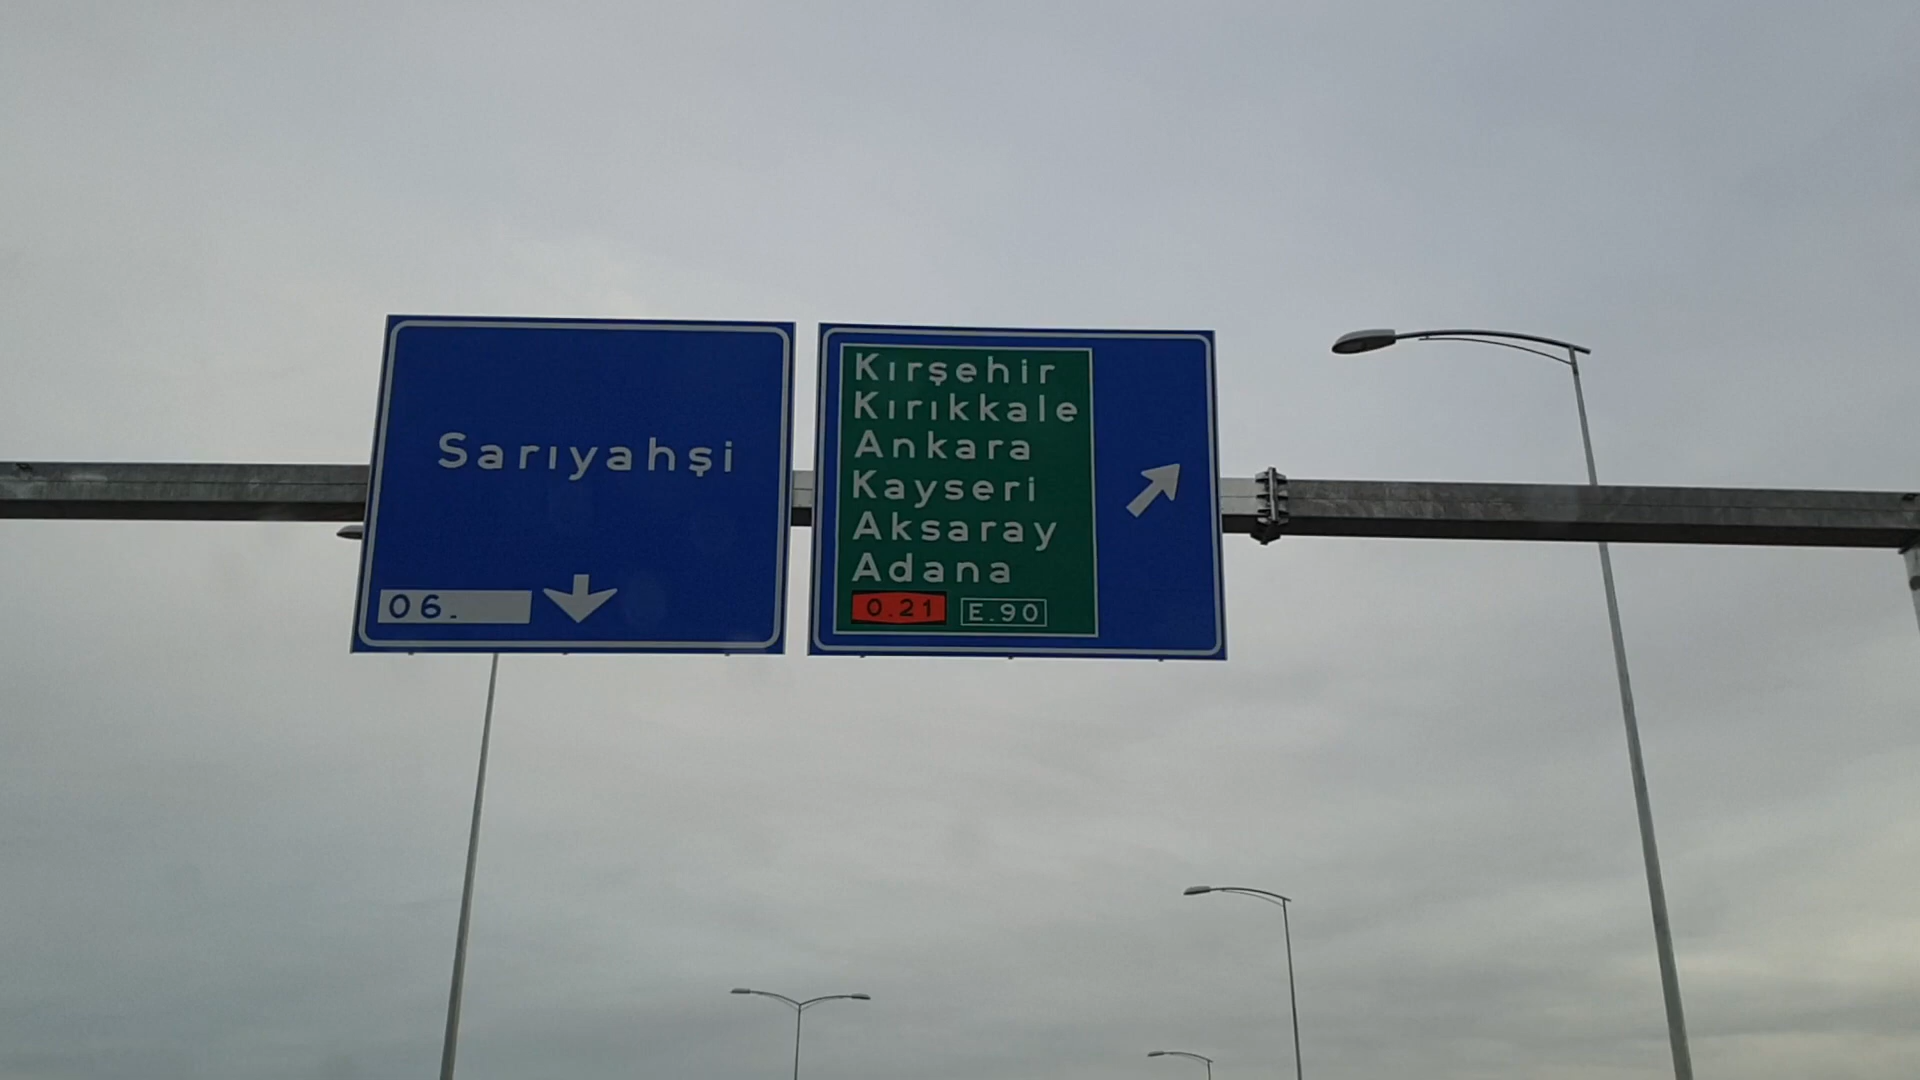 Sarıyahşi
06.
Kırşehir
Kırıkkale
Ankara
Kayseri
Aksaray
Adana
O.21 E.90